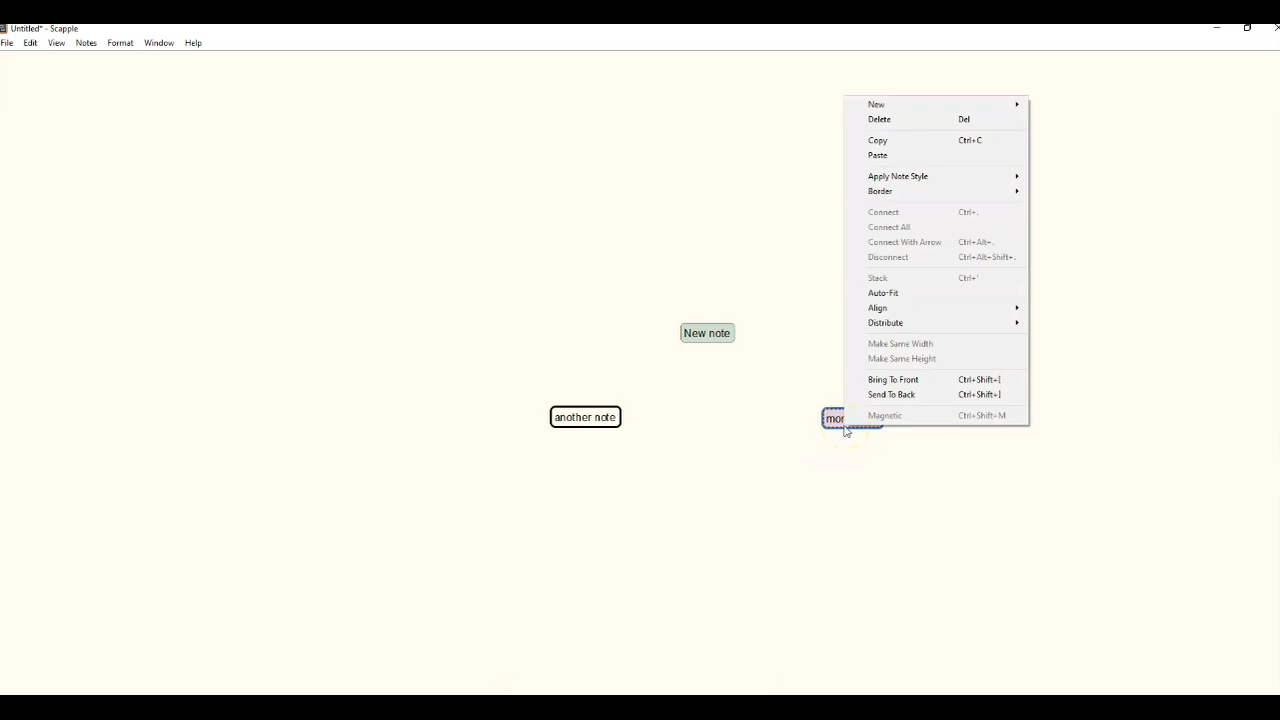 Untitled* - Scapple
File Edit View Notes Format Window Help
New
Delete Del
Copy Ctrl+C
Paste
Apply Note Style
Border
Connect Ctrl+.
Connect All
Connect With Arrow Ctrl+Alt+.
Disconnect Ctrl+Alt+Shift+.
Stack Ctrl+'
Auto-Fit
Align
Distribute
Make Same Width
Make Same Height
Bring To Front Ctrl+Shift+[
Send To Back Ctrl+Shift+]
Magnetic Ctrl+Shift+M
New note
another note